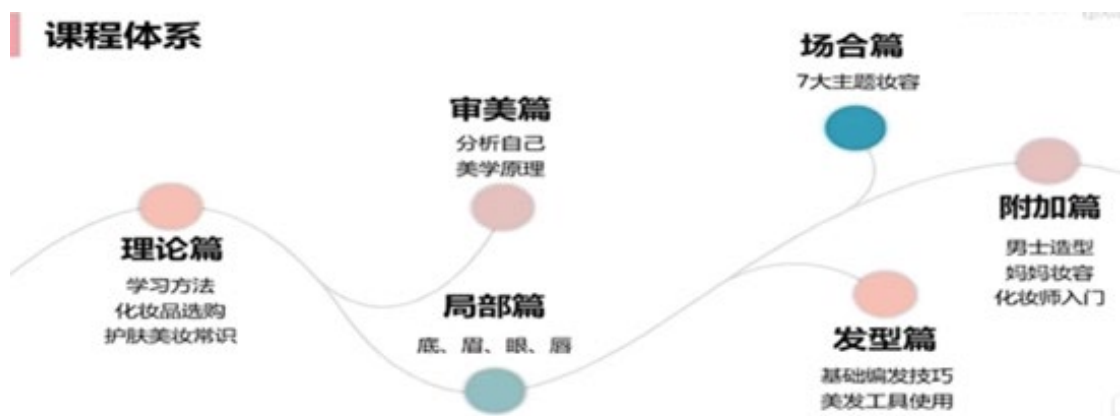 课程体系
理论篇
学习方法
化妆品选购
护肤美妆常识
审美篇
分析自己
美学原理
局部篇
底、眉、眼、唇
场合篇
7大主题妆容
发型篇
基础编发技巧
美发工具使用
附加篇
男士造型
妈妈妆容
化妆师入门